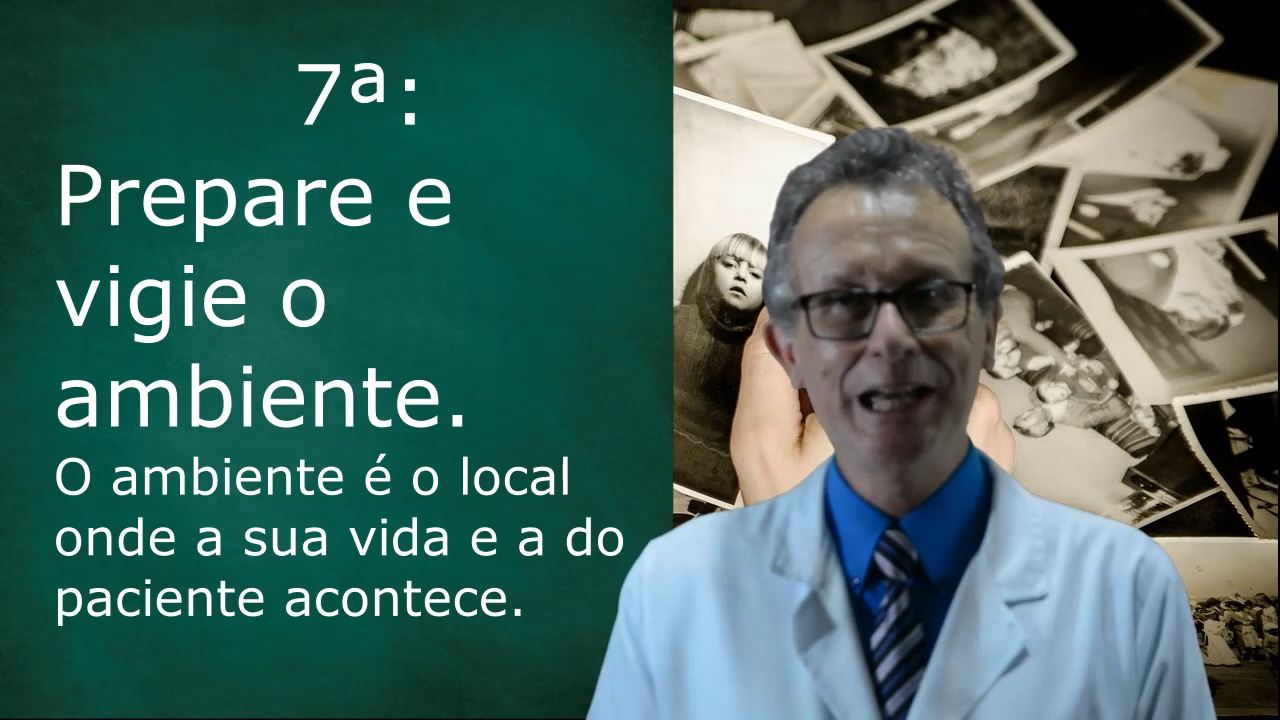 7ª:
Prepare e
vigie o
ambiente.
O ambiente é o local
onde a sua vida e a do
paciente acontece.